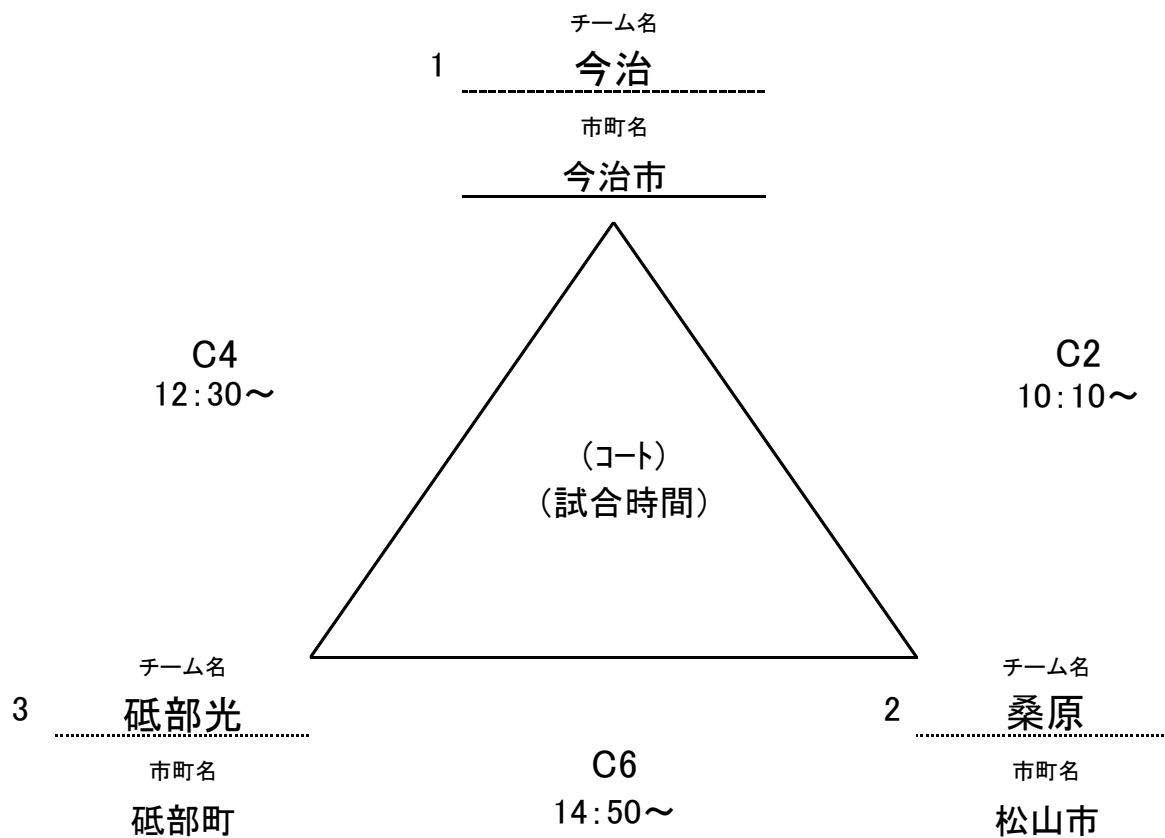 チーム名
1 今治
市町名
今治市
C4
12:30～
C2
10:10～
(コート)
(試合時間)
チーム名
3 砥部光
市町名
砥部町
C6
14:50～
チーム名
2 桑原
市町名
松山市